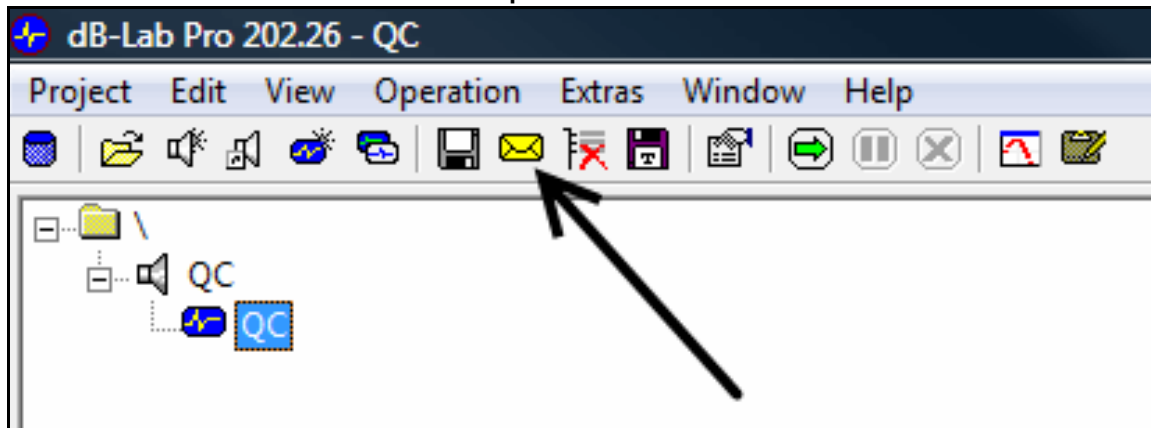 dB-Lab Pro 202.26 - QC
Project Edit View Operation Extras Window Help
T
\
QC
QC